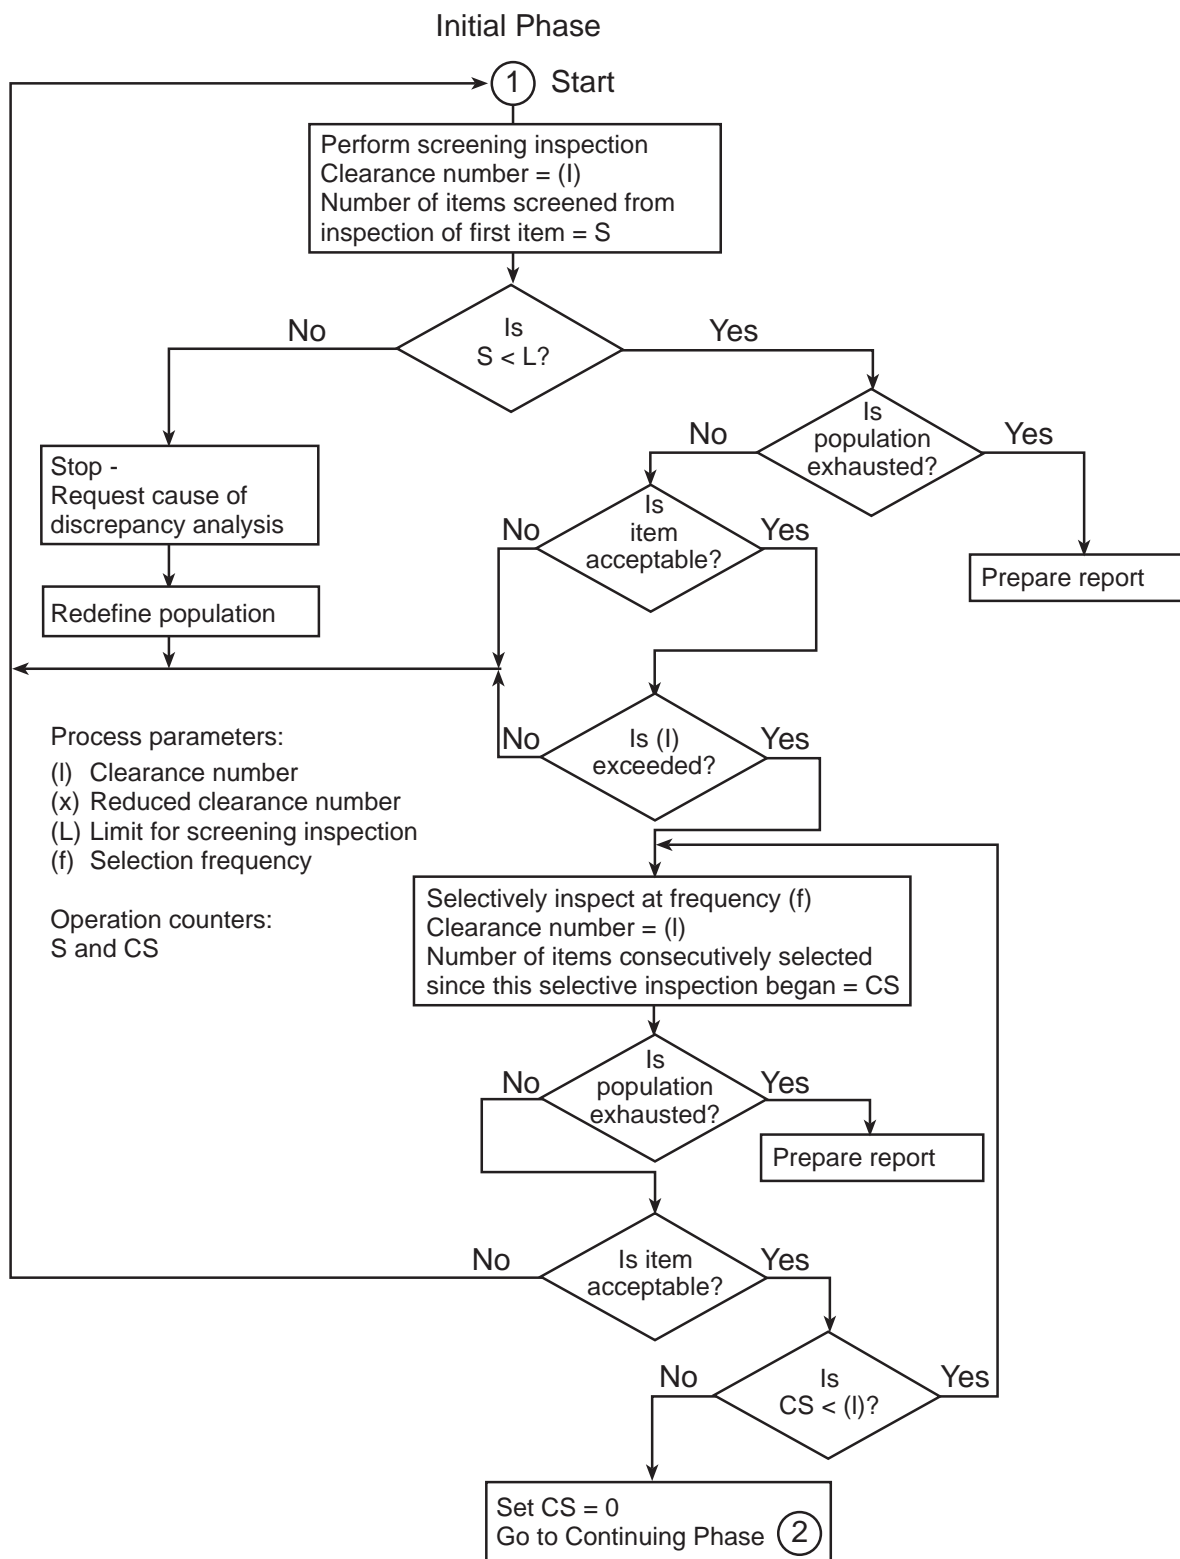 Initial Phase
1 Start
Perform screening inspection
Clearance number = (I)
Number of items screened from
inspection of first item = S
Is
S < L?
No
Yes
Is
population
exhausted?
No
Yes
Stop -
Request cause of
discrepancy analysis
Is
item
acceptable?
No
Yes
Prepare report
Redefine population
Is (I)
exceeded?
No
Yes
Process parameters:
(I) Clearance number
(x) Reduced clearance number
(L) Limit for screening inspection
(f) Selection frequency
Operation counters:
S and CS
Selectively inspect at frequency (f)
Clearance number = (I)
Number of items consecutively selected
since this selective inspection began = CS
Is
population
exhausted?
No
Yes
Prepare report
Is item
acceptable?
No
Yes
Is
CS < (I)?
No
Yes
Set CS = 0
Go to Continuing Phase 2